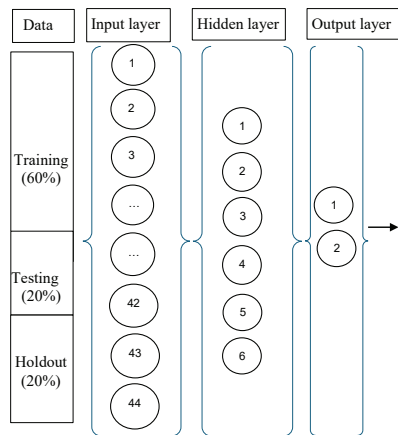 Data
Input layer
Hidden layer
Output layer
Training
(60%)
Testing
(20%)
Holdout
(20%)
1
2
3
...
...
42
43
44
1
2
3
4
5
6
1
2